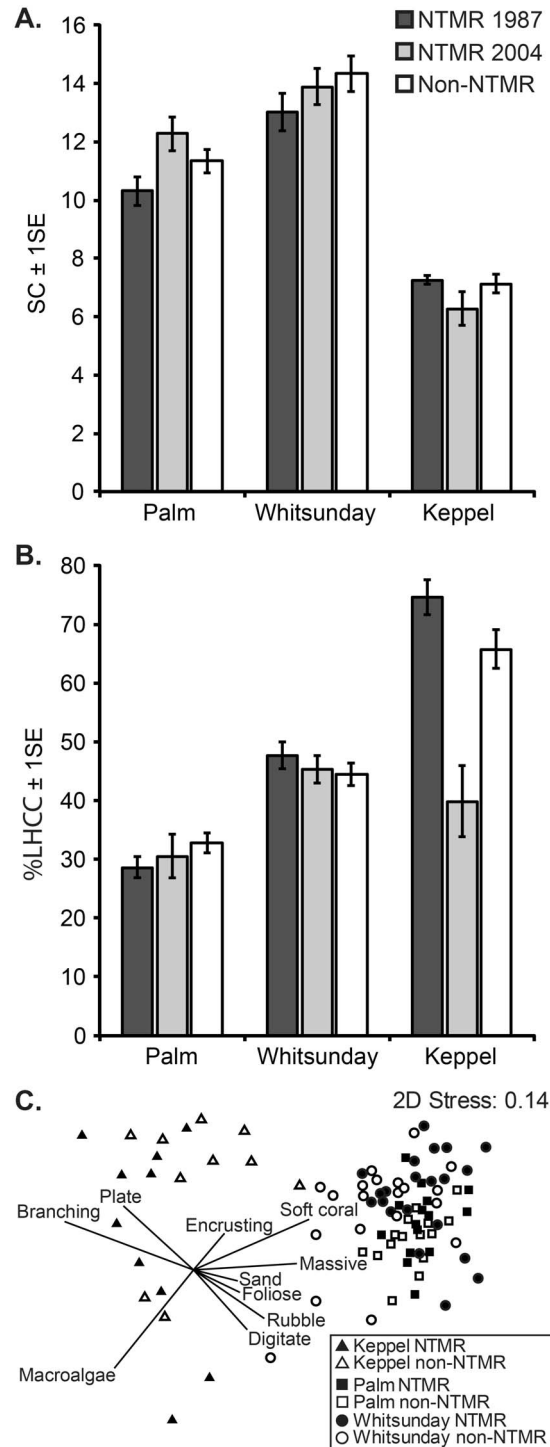 A.
NTMR 1987
NTMR 2004
Non-NTMR
16
14
12
10
8
6
4
2
0
SC ± 1SE
Palm Whitsunday Keppel
B.
80
70
60
50
40
30
20
10
0
%LHCC ± 1SE
Palm Whitsunday Keppel
C.
2D Stress: 0.14
Plate
Branching
Encrusting
Soft coral
Massive
Sand
Foliose
Rubble
Digitate
Macroalgae
Keppel NTMR
Keppel non-NTMR
Palm NTMR
Palm non-NTMR
Whitsunday NTMR
Whitsunday non-NTMR